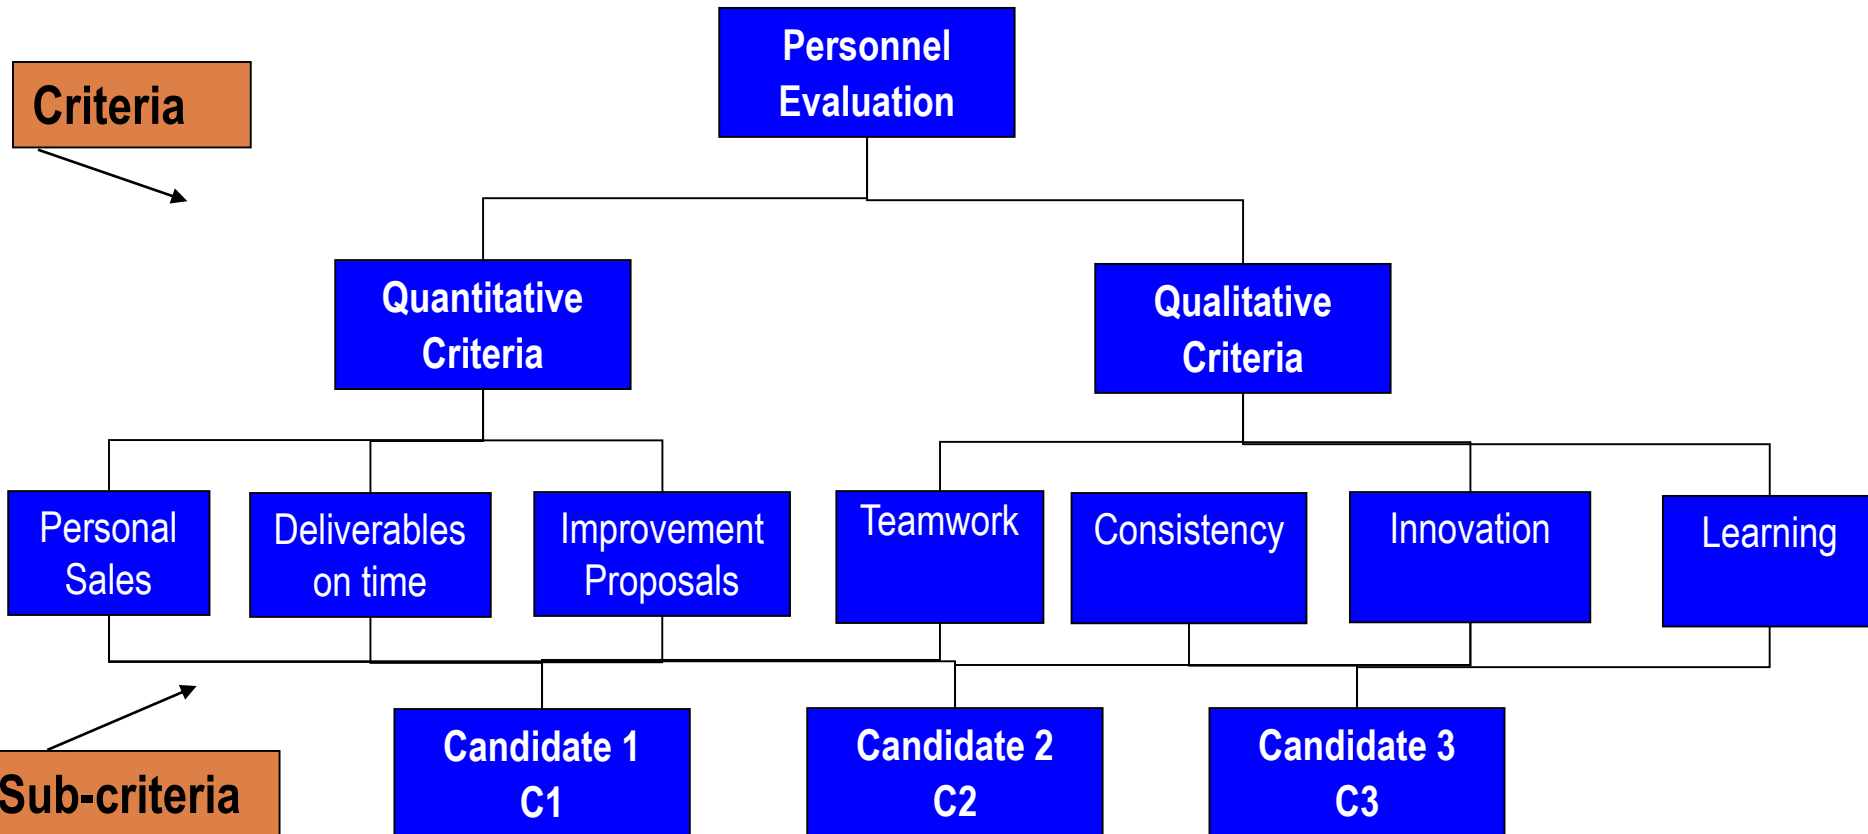 Personnel
Evaluation
Criteria
Quantitative
Criteria
Qualitative
Criteria
Personal
Sales
Deliverables
on time
Improvement
Proposals
Teamwork
Consistency
Innovation
Learning
Sub-criteria
Candidate 1
C1
Candidate 2
C2
Candidate 3
C3